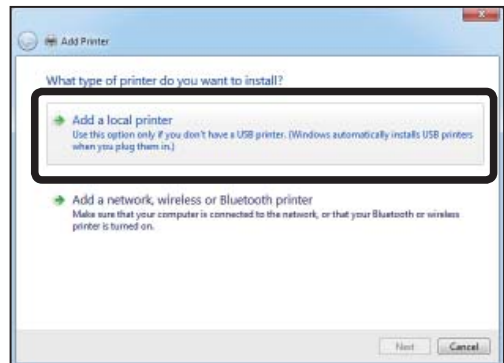 Add Printer
What type of printer do you want to install?
Add a local printer
Use this option only if you don't have a USB printer. (Windows automatically installs USB printers
when you plug them in.)
Add a network, wireless or Bluetooth printer
Make sure that your computer is connected to the network, or that your Bluetooth or wireless
printer is turned on.
Next
Cancel